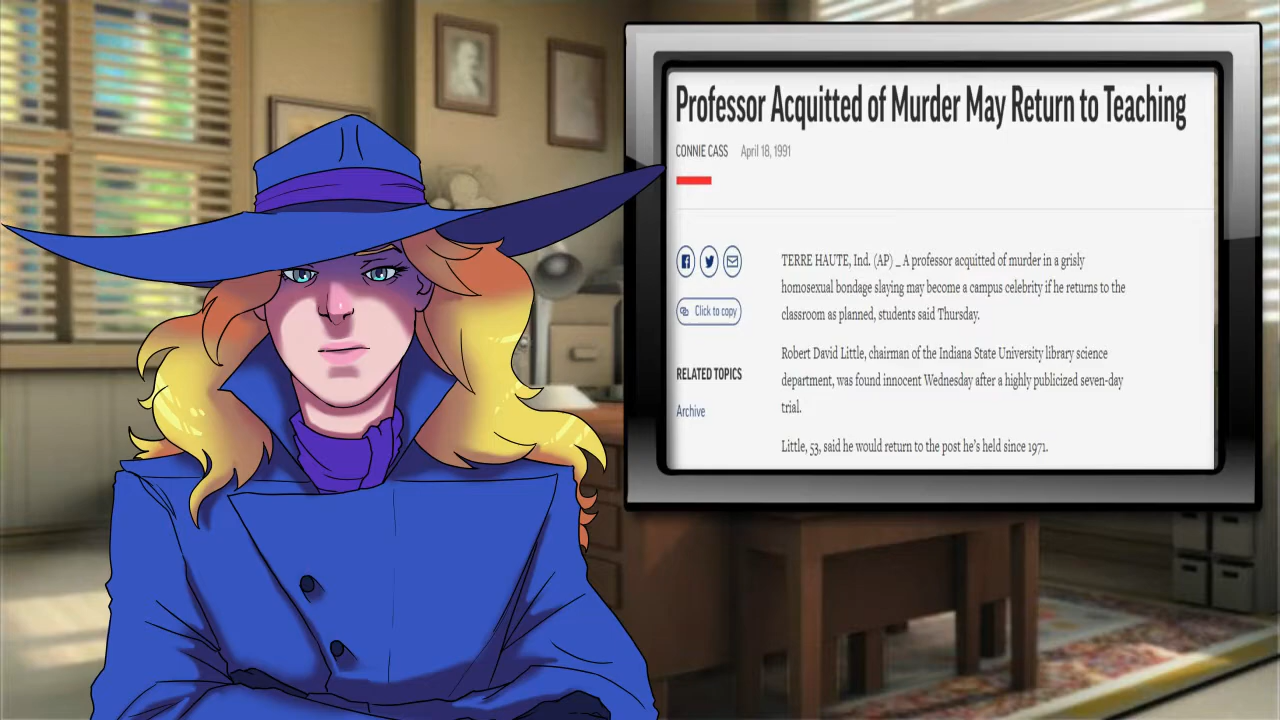 Professor Acquitted of Murder May Return to Teaching
CONNIE CASS April 18, 1991
TERRE HAUTE, Ind. (AP) _ A professor acquitted of murder in a grisly
homosexual bondage slaying may become a campus celebrity if he returns to the
classroom as planned, students said Thursday.
Click to copy
Robert David Little, chairman of the Indiana State University library science
department, was found innocent Wednesday after a highly publicized seven-day
trial.
RELATED TOPICS
Archive
Little, 53, said he would return to the post he's held since 1971.